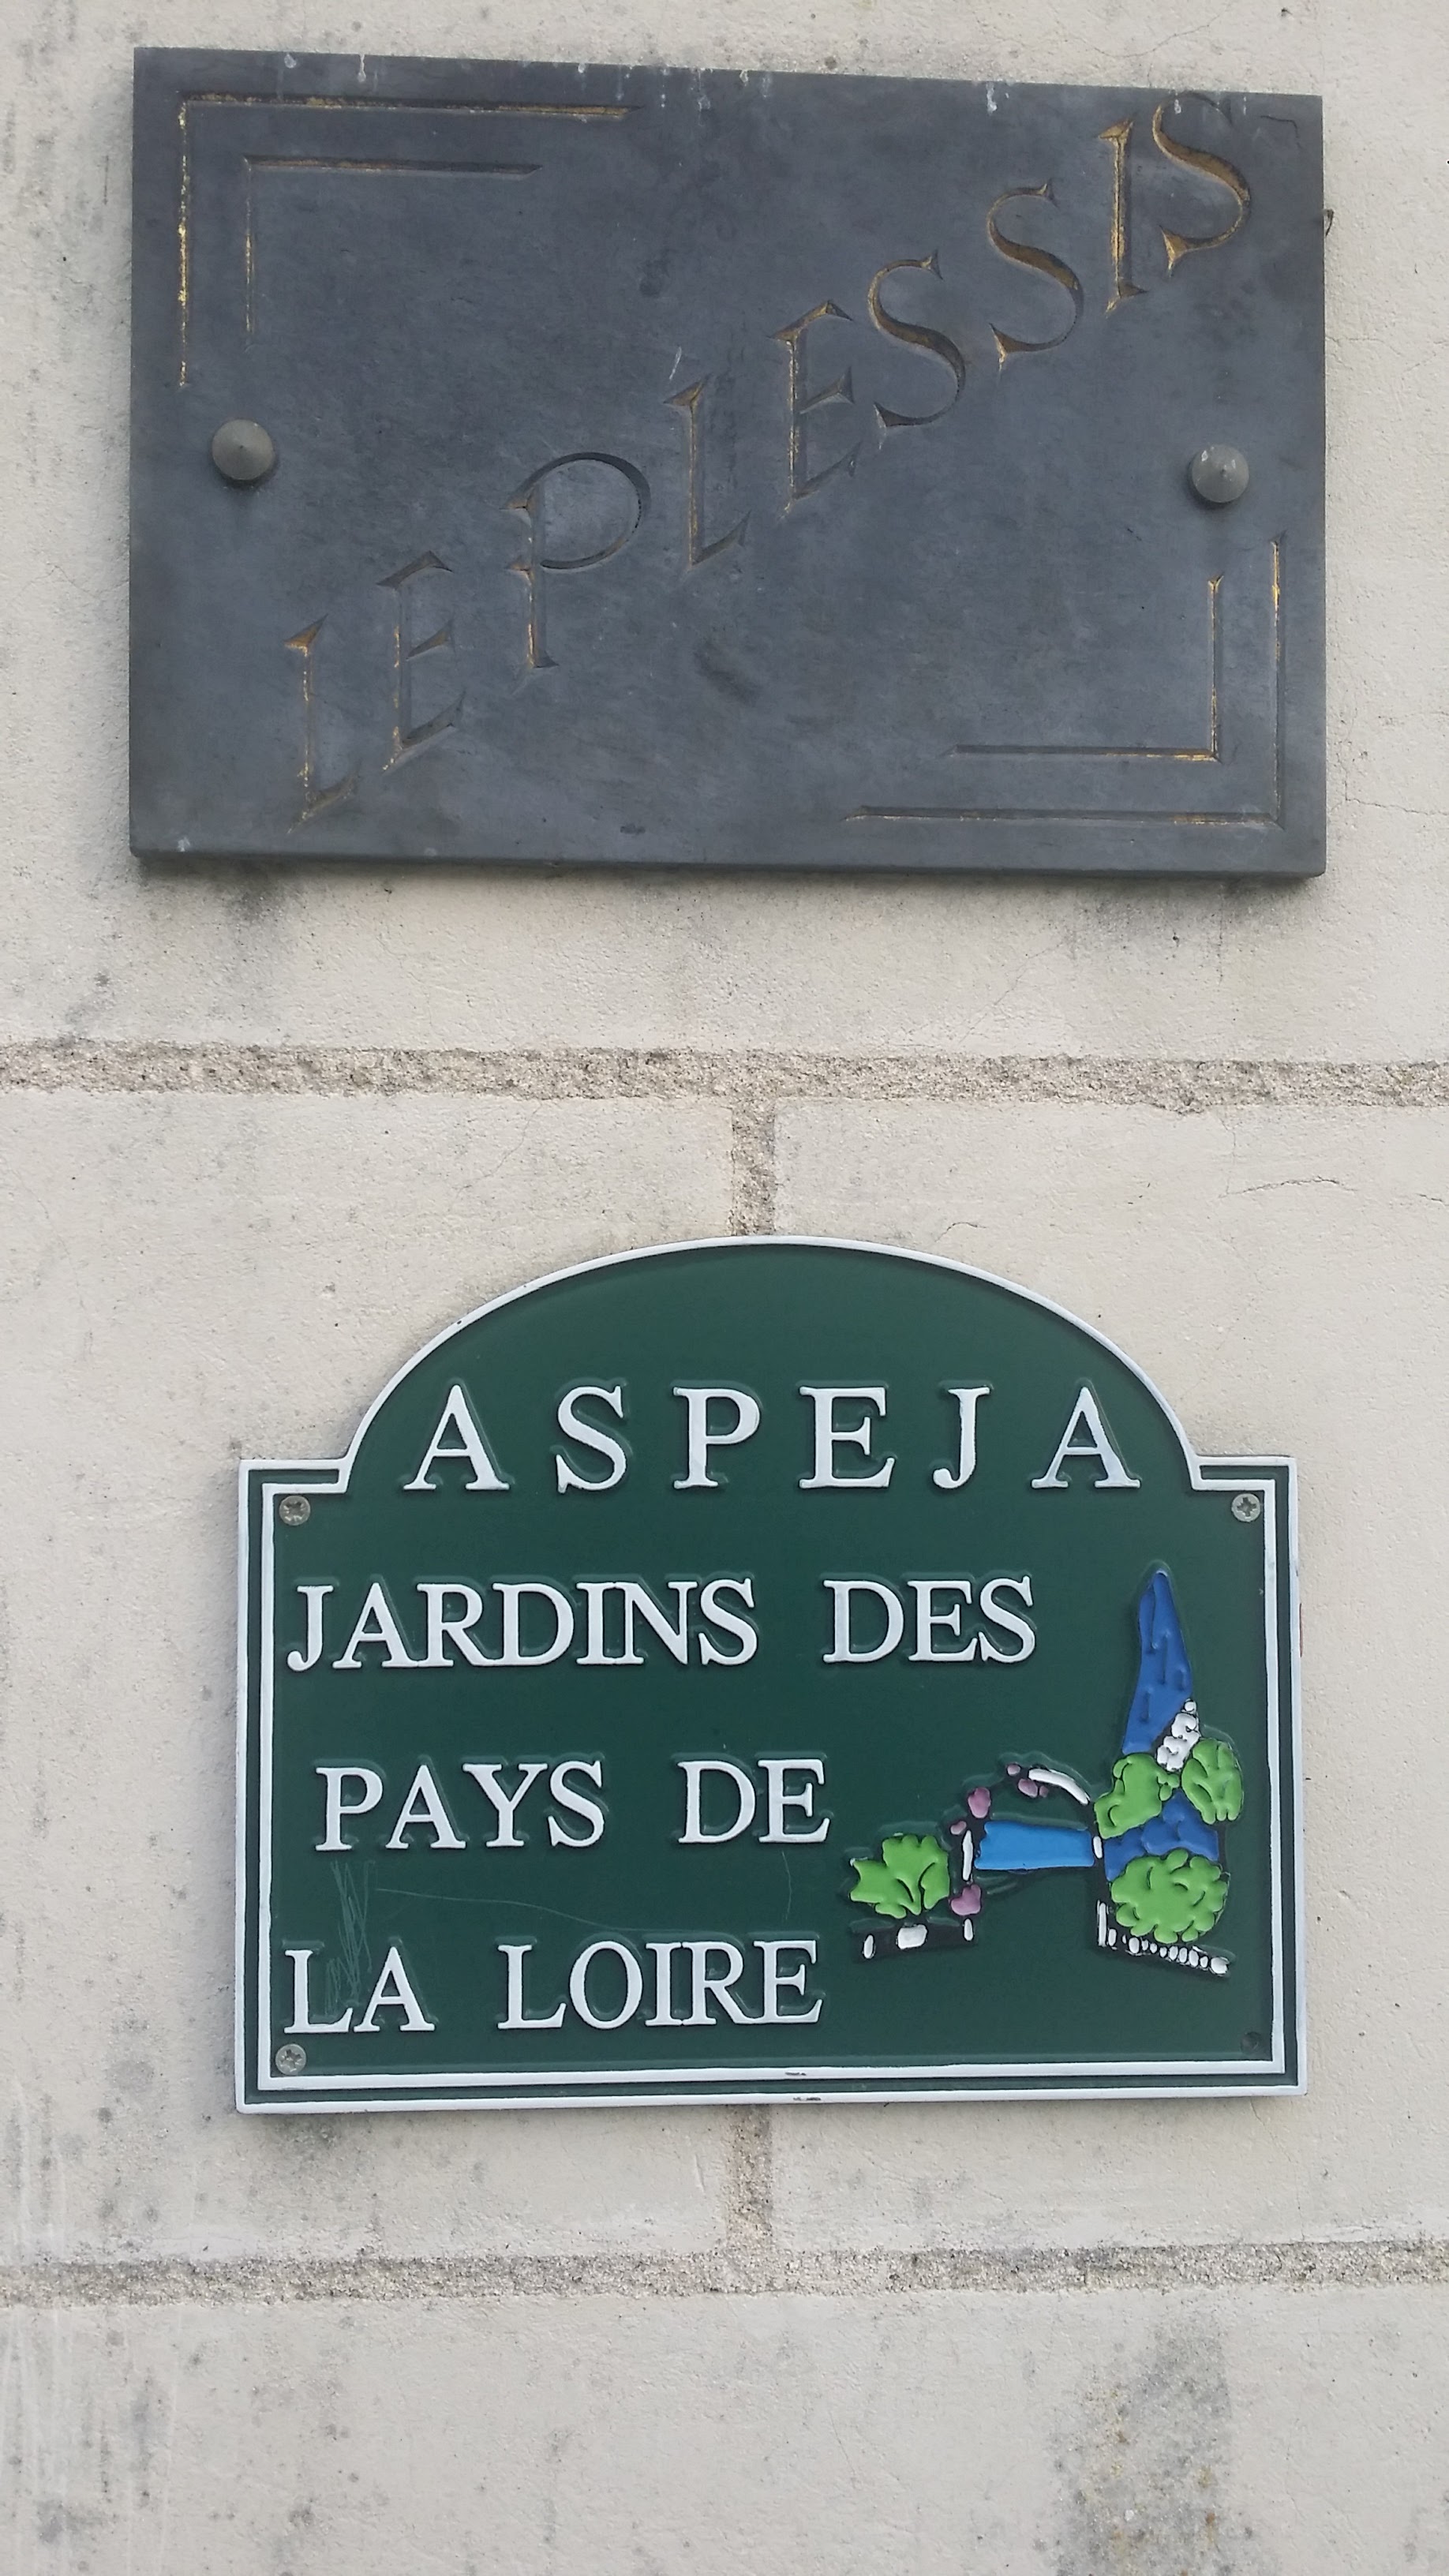 LE PLESSIS
ASPEJA
JARDINS DES
PAYS DE
LA LOIRE